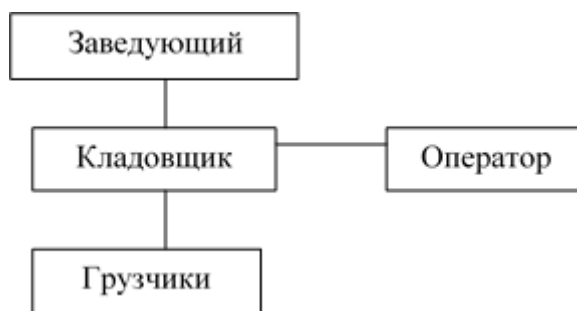 Заведующий
Кладовщик
Оператор
Грузчики